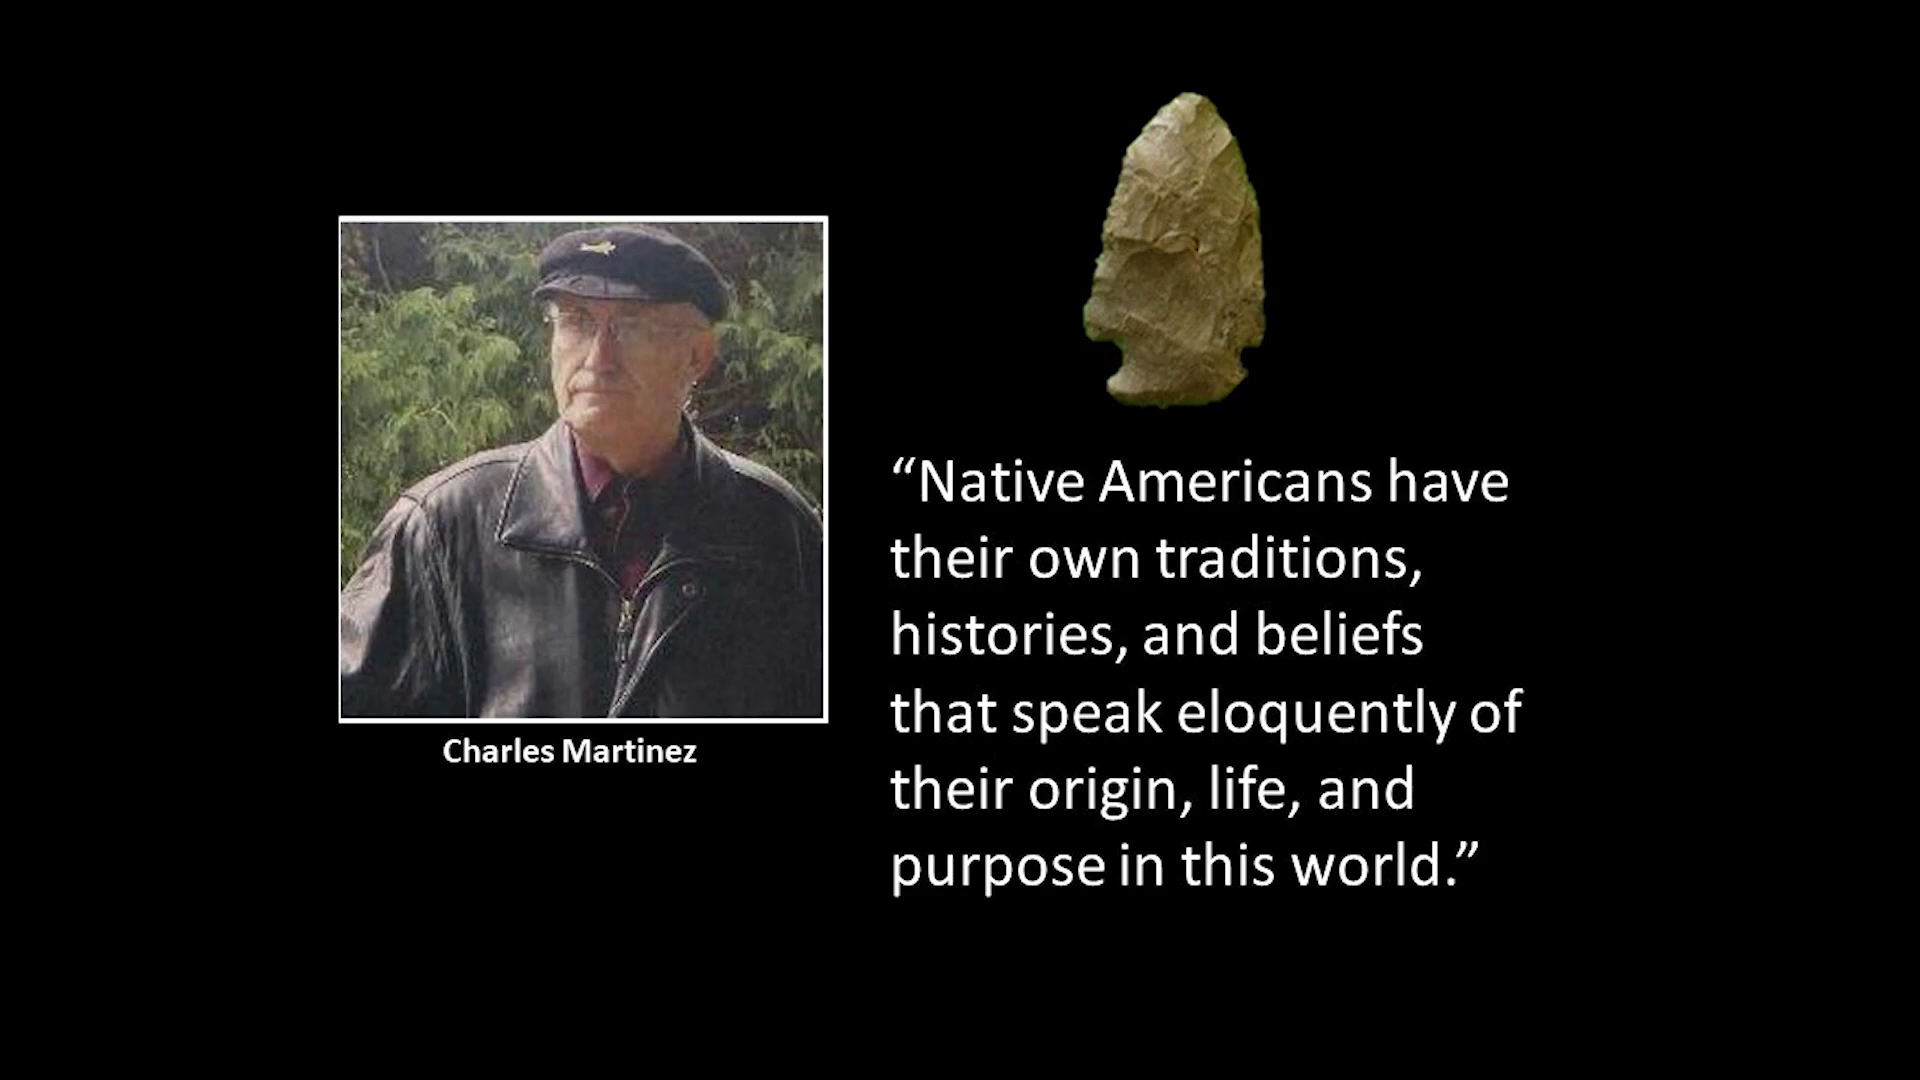 Charles Martinez
“Native Americans have
their own traditions,
histories, and beliefs
that speak eloquently of
their origin, life, and
purpose in this world.”